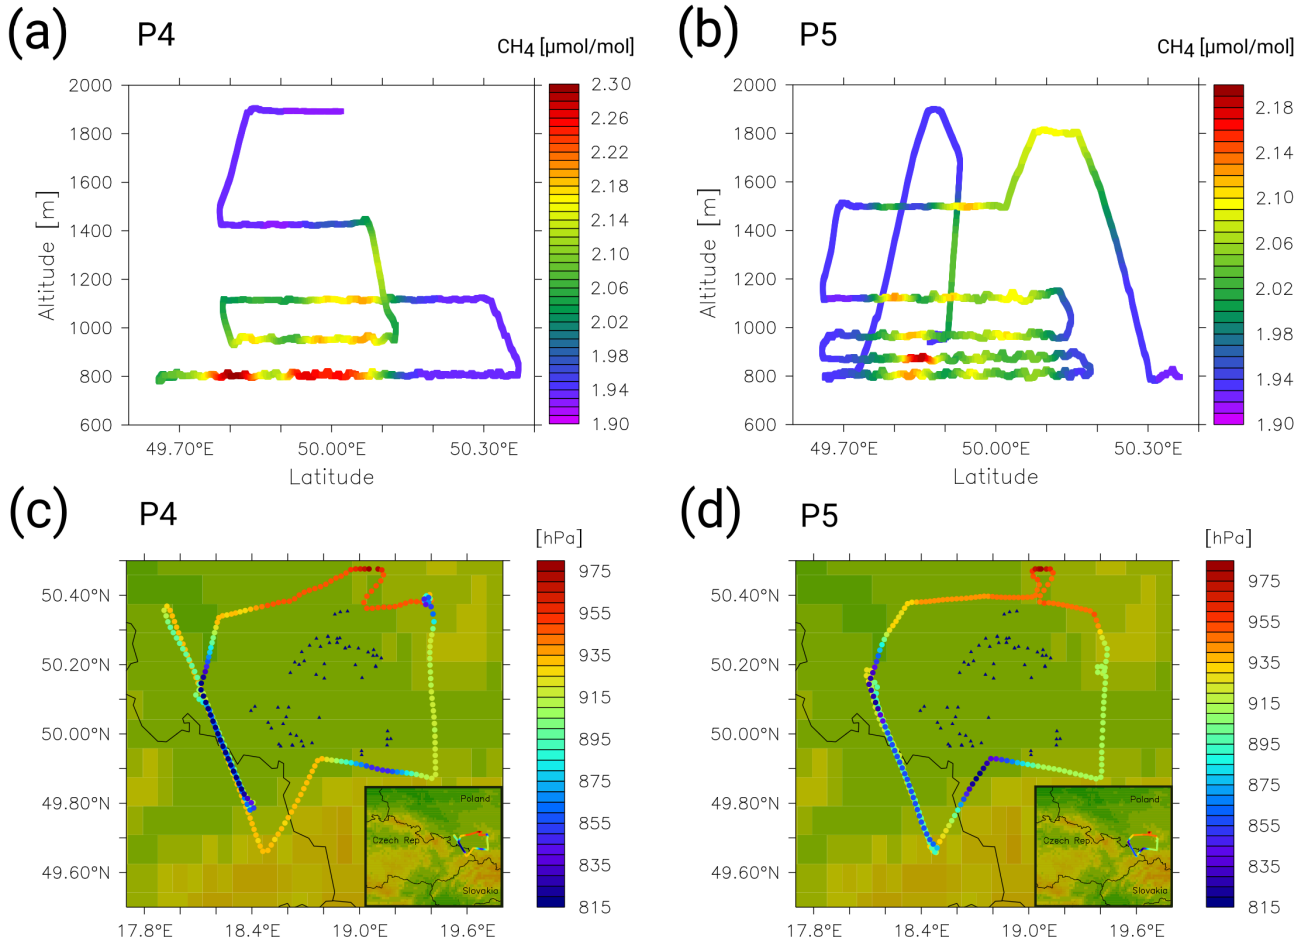 (a) P4
CH4 [µmol/mol]
2000
1800
1600
1400
1200
1000
800
600
Altitude [m]
49.70°E 50.00°E 50.30°E
Latitude
2.30
2.26
2.22
2.18
2.14
2.10
2.06
2.02
1.98
1.94
1.90
(b) P5
CH4 [µmol/mol]
2000
1800
1600
1400
1200
1000
800
600
Altitude [m]
49.70°E 50.00°E 50.30°E
Latitude
2.18
2.14
2.10
2.06
2.02
1.98
1.94
1.90
(c) P4
[hPa]
50.40°N
50.20°N
50.00°N
49.80°N
49.60°N
17.8°E 18.4°E 19.0°E 19.6°E
Poland
Czech Rep.
Slovakia
975
955
935
915
895
875
855
835
815
(d) P5
[hPa]
50.40°N
50.20°N
50.00°N
49.80°N
49.60°N
17.8°E 18.4°E 19.0°E 19.6°E
Poland
Czech Rep.
Slovakia
975
955
935
915
895
875
855
835
815